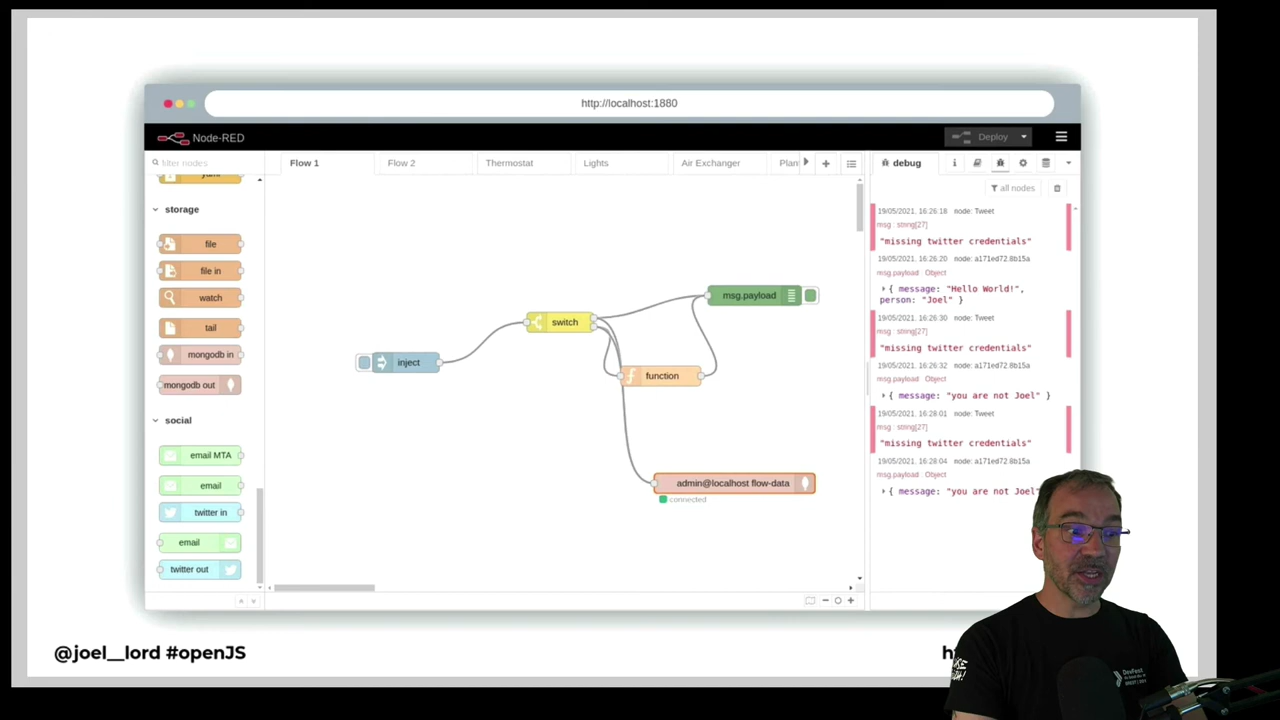 http://localhost:1880
Node-RED
Deploy
filter nodes
Flow 1
Flow 2
Thermostat
Lights
Air Exchanger
debug
i
all nodes
yaml
storage
file
file in
watch
tail
mongodb in
mongodb out
social
email MTA
email
twitter in
email
twitter out
inject
switch
msg.payload
function
admin@localhost flow-data
connected
19/05/2021, 16:26:18 node: Tweet
msg : string[27]
"missing twitter credentials"
19/05/2021, 16:26:20 node: a171ed72.8b15a
msg.payload : Object
{ message: "Hello World!",
person: "Joel" }
19/05/2021, 16:26:30 node: Tweet
msg : string[27]
"missing twitter credentials"
19/05/2021, 16:26:32 node: a171ed72.8b15a
msg.payload : Object
{ message: "you are not Joel" }
19/05/2021, 16:28:01 node: Tweet
msg : string[27]
"missing twitter credentials"
19/05/2021, 16:28:04 node: a171ed72.8b15a
msg.payload : Object
{ message: "you are not Joel"
@joel__lord #openJS
DevFest